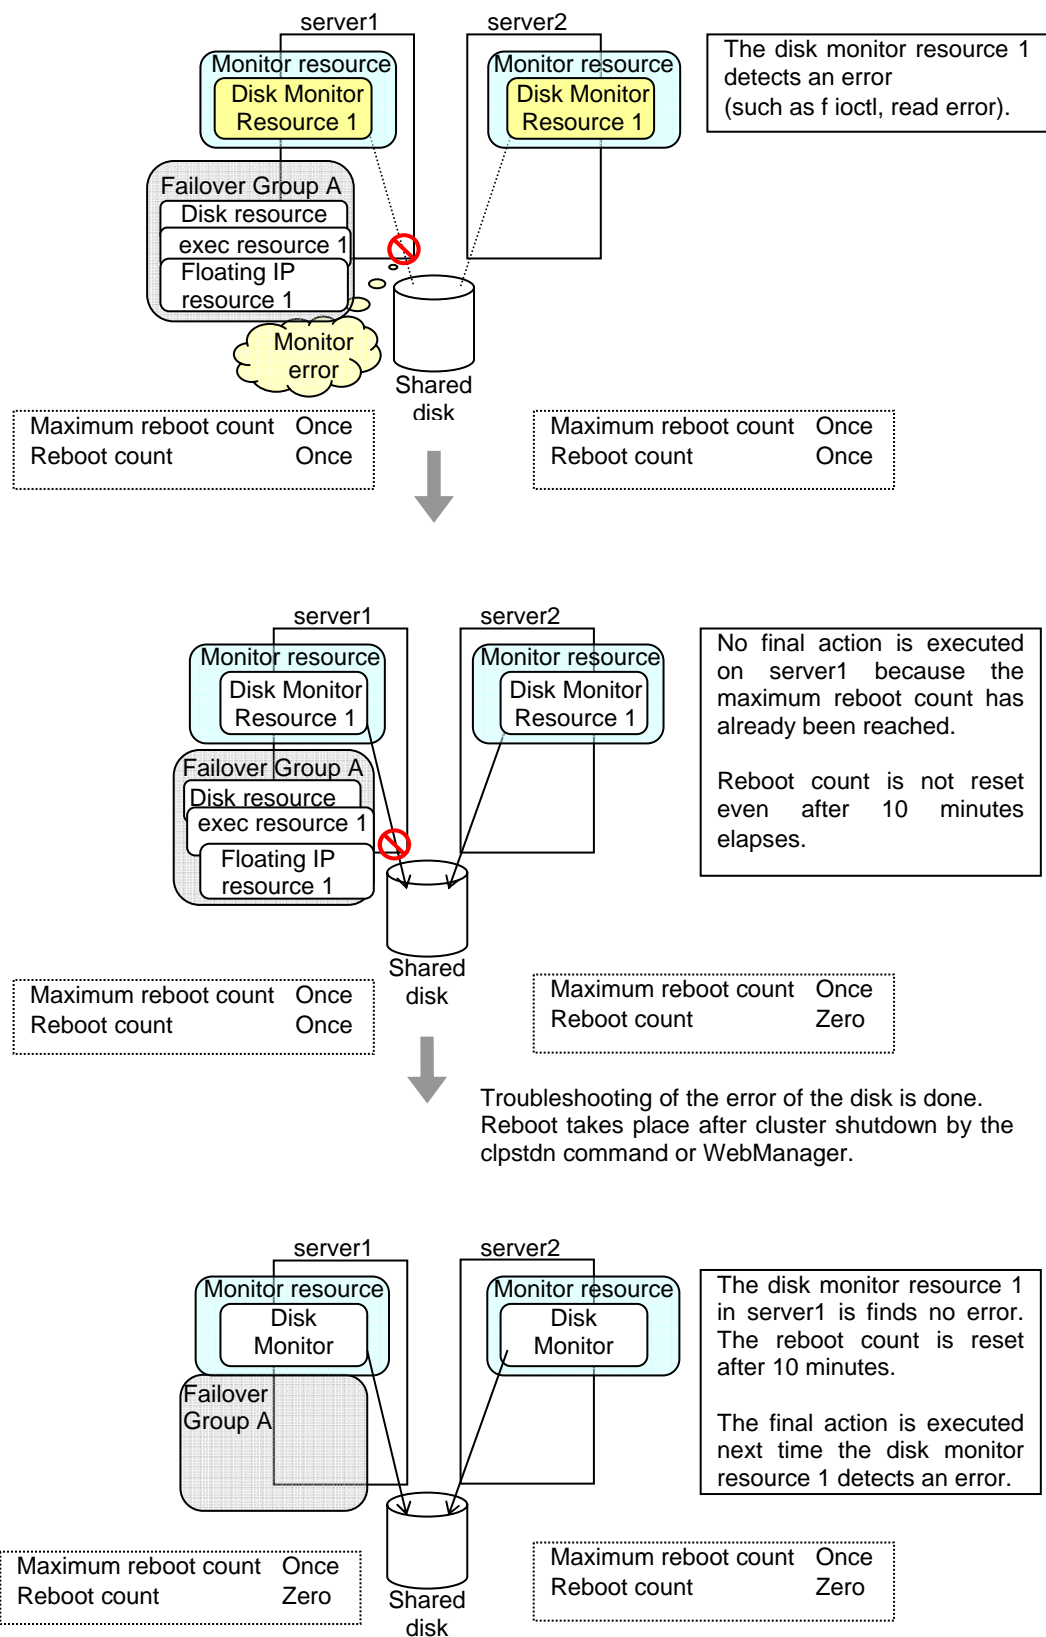 server1
server2
Monitor resource
Disk Monitor
Resource 1
Monitor resource
Disk Monitor
Resource 1
The disk monitor resource 1
detects an error
(such as f ioctl, read error).
Failover Group A
Disk resource
exec resource 1
Floating IP
resource 1
Monitor
error
Shared
disk
Maximum reboot count Once
Reboot count Once
Maximum reboot count Once
Reboot count Once
server1
server2
Monitor resource
Disk Monitor
Resource 1
Monitor resource
Disk Monitor
Resource 1
No final action is executed
on server1 because the
maximum reboot count has
already been reached.
Reboot count is not reset
even after 10 minutes
elapses.
Failover Group A
Disk resource
exec resource 1
Floating IP
resource 1
Shared
disk
Maximum reboot count Once
Reboot count Once
Maximum reboot count Once
Reboot count Zero
Troubleshooting of the error of the disk is done.
Reboot takes place after cluster shutdown by the
clpstdn command or WebManager.
server1
server2
Monitor resource
Disk
Monitor
Monitor resource
Disk
Monitor
The disk monitor resource 1
in server1 is finds no error.
The reboot count is reset
after 10 minutes.
The final action is executed
next time the disk monitor
resource 1 detects an error.
Failover
Group A
Shared
disk
Maximum reboot count Once
Reboot count Zero
Maximum reboot count Once
Reboot count Zero